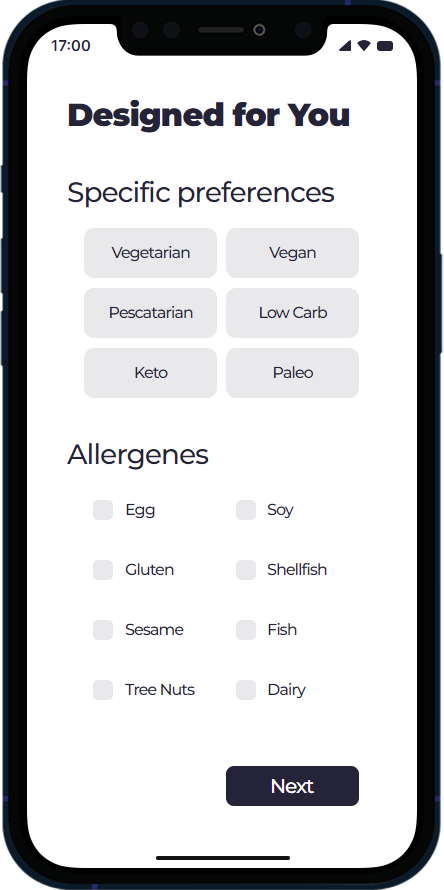 17:00
Designed for You
Specific preferences
Vegetarian Vegan
Pescatarian Low Carb
Keto Paleo
Allergenes
Egg Soy
Gluten Shellfish
Sesame Fish
Tree Nuts Dairy
Next